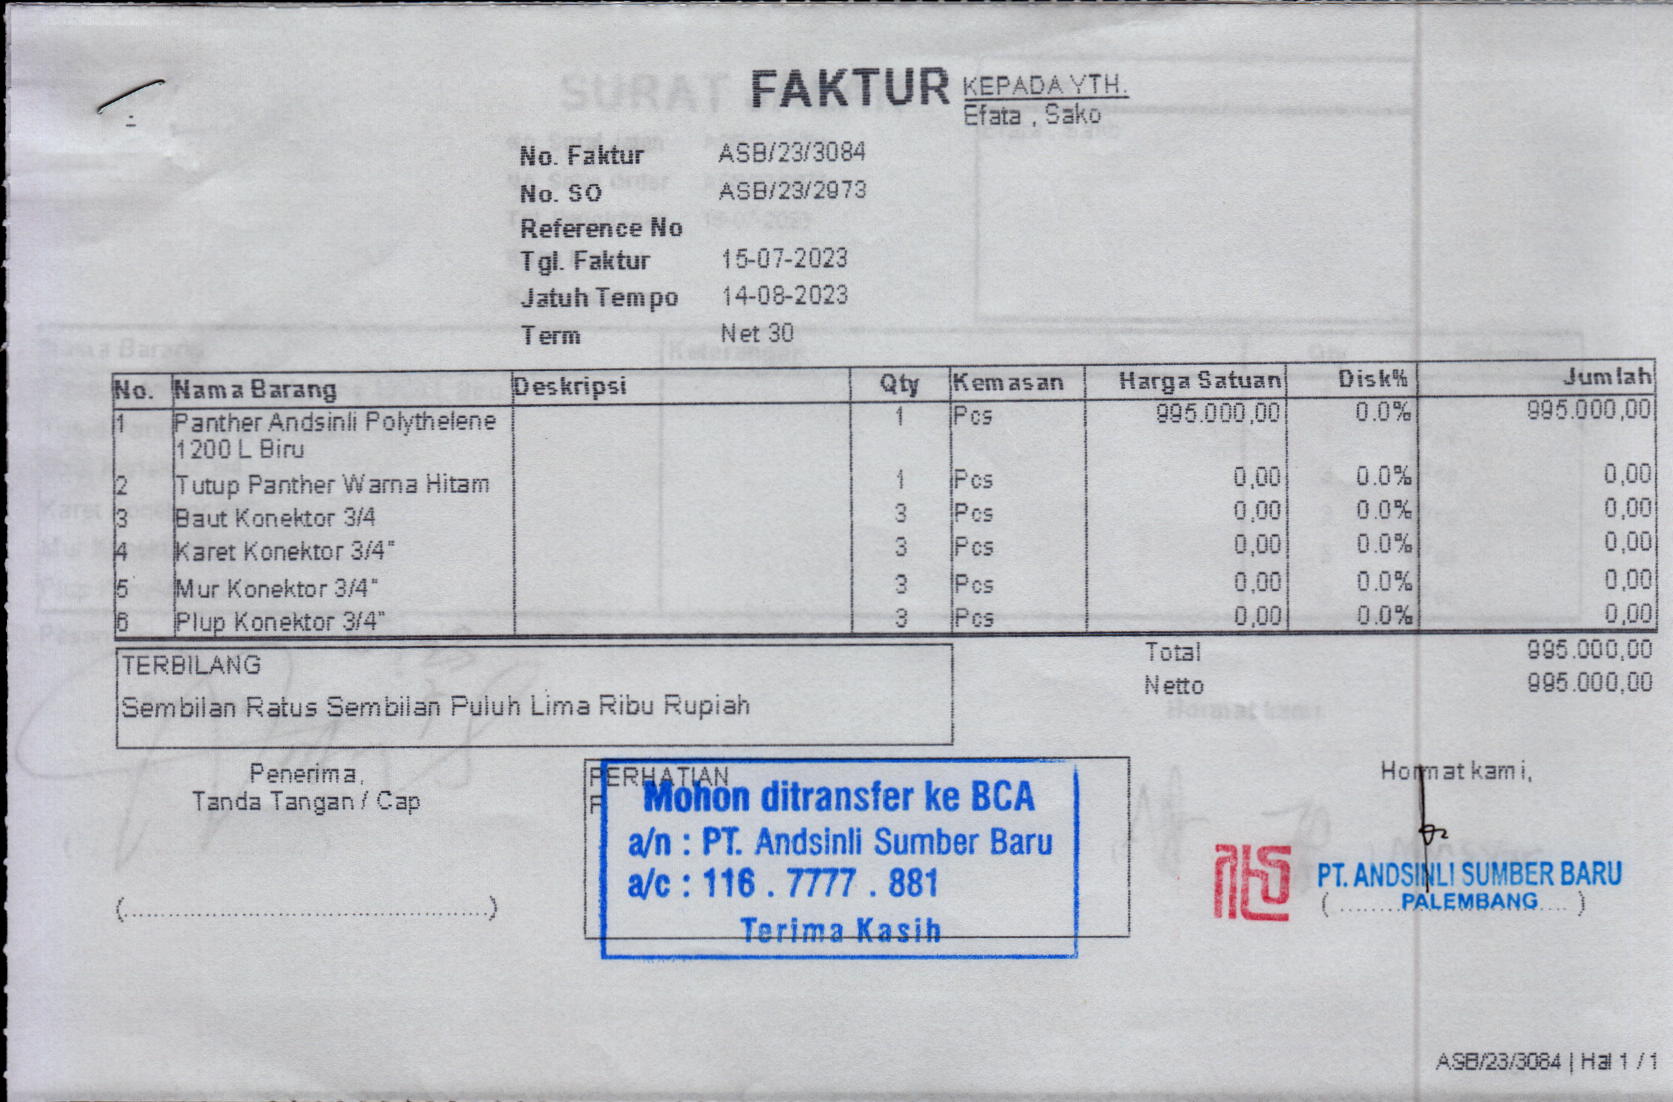 FAKTUR
KEPADA YTH.
Efata , Sako
No. Faktur ASB/23/3084
No. SO ASB/23/2973
Reference No
Tgl. Faktur 15-07-2023
Jatuh Tempo 14-08-2023
Term Net 30
No. Nama Barang Deskripsi Qty Kemasan Harga Satuan Disk% Jumlah
1 Panther Andsinli Polythelene 1 Pcs 995.000,00 0.0% 995.000,00
1200 L Biru
2 Tutup Panther Warna Hitam 1 Pcs 0,00 0.0% 0,00
3 Baut Konektor 3/4 3 Pcs 0,00 0.0% 0,00
4 Karet Konektor 3/4" 3 Pcs 0,00 0.0% 0,00
5 Mur Konektor 3/4" 3 Pcs 0,00 0.0% 0,00
6 Plup Konektor 3/4" 3 Pcs 0,00 0.0% 0,00
Total 995.000,00
Netto 995.000,00
TERBILANG
Sembilan Ratus Sembilan Puluh Lima Ribu Rupiah
Penerima,
Tanda Tangan / Cap
(................................................)
PERHATIAN
Mohon ditransfer ke BCA
a/n : PT. Andsinli Sumber Baru
a/c : 116 . 7777 . 881
Terima Kasih
Hormat kami,
PT. ANDSINLI SUMBER BARU
PALEMBANG
ASB/23/3084 | Hal 1 / 1